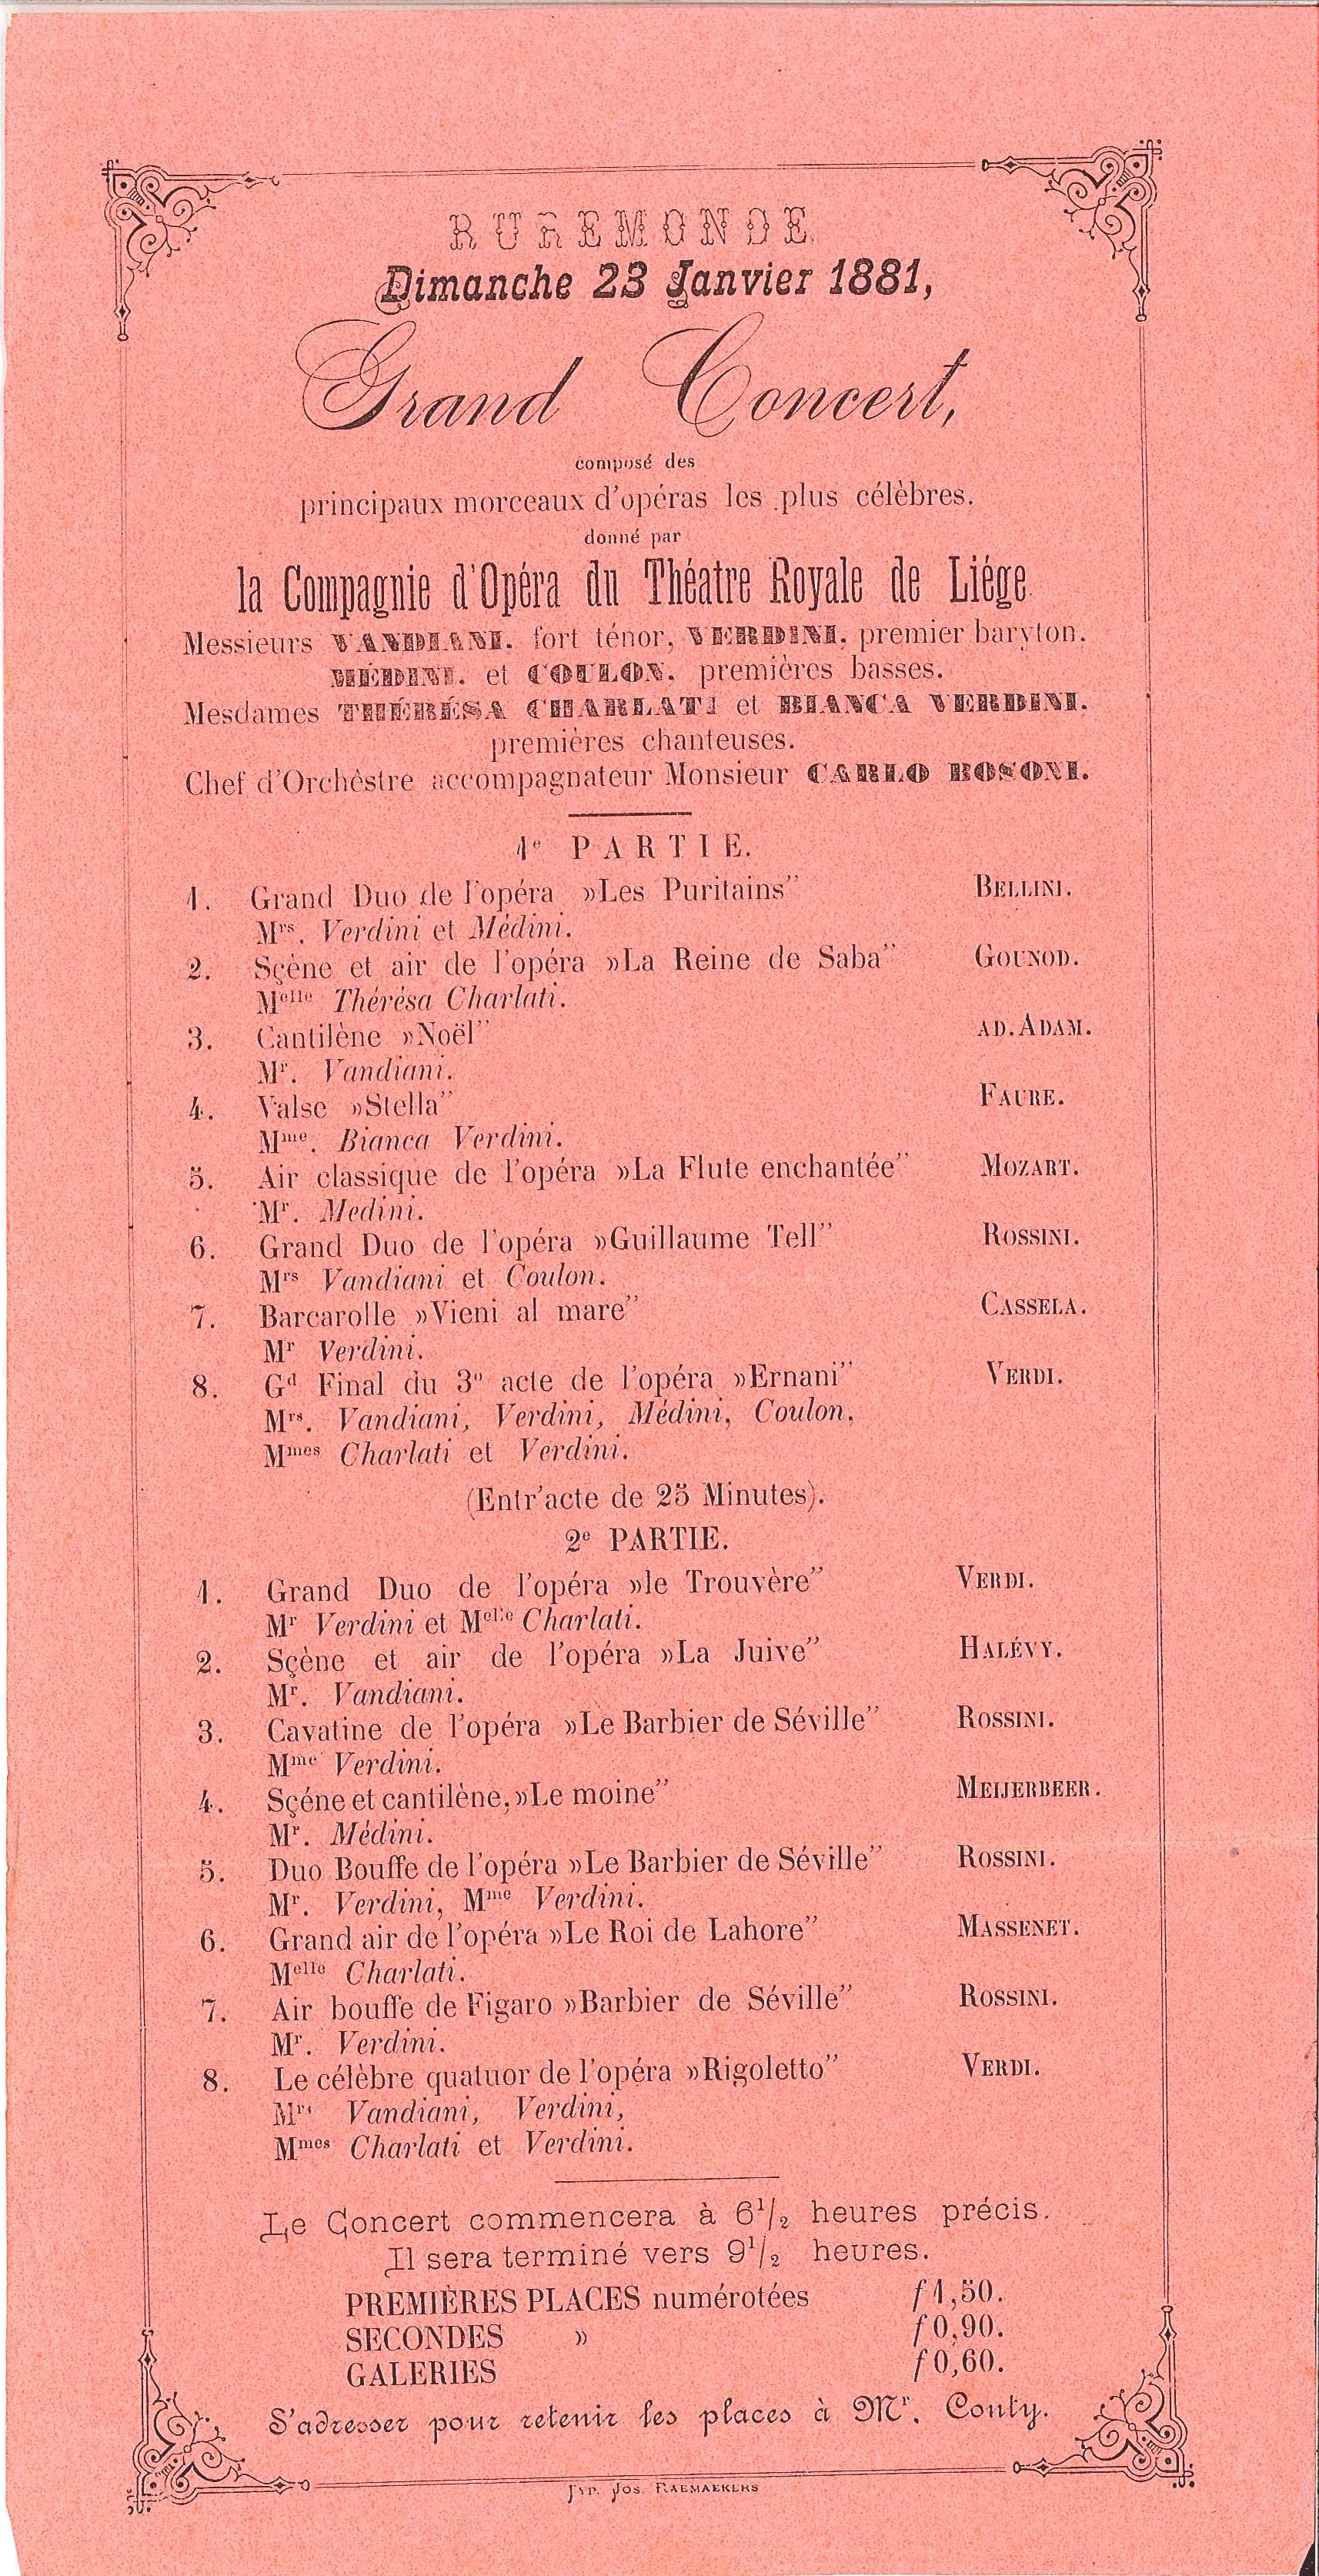 RUREMONDE.
Dimanche 23 Janvier 1881,
Grand Concert,
composé des
principaux morceaux d'opéras les plus célèbres.
donné par
la Compagnie d'Opéra du Théatre Royale de Liége.
Messieurs VANDIANI. fort ténor, VERDINI, premier baryton.
MÉDINI. et COULON, premières basses.
Mesdames THÉRÉSA CHARLATI et BIANCA VERDINI.
premières chanteuses.
Chef d'Orchèstre accompagnateur Monsieur CARLO ROSONI.
1e PARTIE.
1. Grand Duo de l'opéra »Les Puritains” BELLINI.
Mrs. Verdini et Médini.
2. Sçène et air de l'opéra »La Reine de Saba” GOUNOD.
Melle Thérésa Charlati.
3. Cantilène »Noël” AD. ADAM.
Mr. Vandiani.
4. Valse »Stella” FAURE.
Mme. Bianca Verdini.
5. Air classique de l'opéra »La Flute enchantée” MOZART.
Mr. Medini.
6. Grand Duo de l'opéra »Guillaume Tell” ROSSINI.
Mrs Vandiani et Coulon.
7. Barcarolle »Vieni al mare” CASSELA.
Mr Verdini.
8. Gd Final du 3e acte de l'opéra »Ernani” VERDI.
Mrs. Vandiani, Verdini, Médini, Coulon,
Mmes Charlati et Verdini.
(Entr'acte de 25 Minutes).
2e PARTIE.
1. Grand Duo de l'opéra »le Trouvère” VERDI.
Mr Verdini et Melle Charlati.
2. Sçène et air de l'opéra »La Juive” HALÉVY.
Mr. Vandiani.
3. Cavatine de l'opéra »Le Barbier de Séville” ROSSINI.
Mme Verdini.
4. Sçéne et cantilène, »Le moine” MEIJERBEER.
Mr. Médini.
5. Duo Bouffe de l'opéra »Le Barbier de Séville” ROSSINI.
Mr. Verdini, Mme Verdini.
6. Grand air de l'opéra »Le Roi de Lahore” MASSENET.
Melle Charlati.
7. Air bouffe de Figaro »Barbier de Séville” ROSSINI.
Mr. Verdini.
8. Le célèbre quatuor de l'opéra »Rigoletto” VERDI.
Mrs Vandiani, Verdini,
Mmes Charlati et Verdini.
Le Concert commencera à 6 1/2 heures précis.
Il sera terminé vers 9 1/2 heures.
PREMIÈRES PLACES numérotées f 1,50.
SECONDES » f 0,90.
GALERIES f 0,60.
S'adresser pour retenir les places à Mr. Conty.
TYP. JOS. RAEMAEKERS